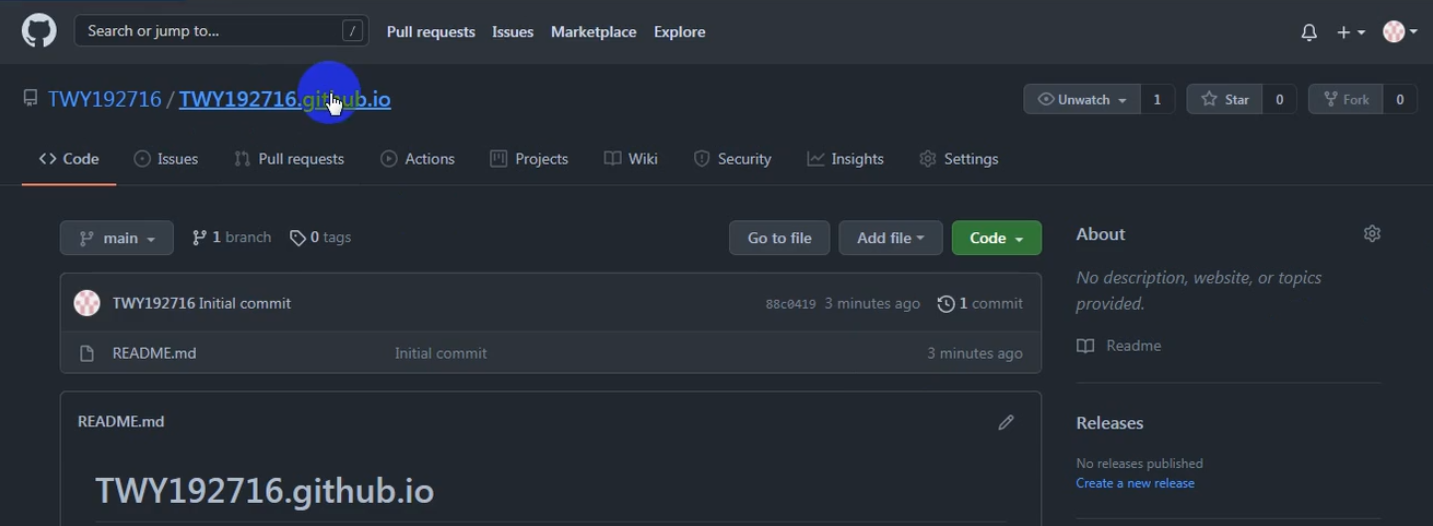 Search or jump to... / Pull requests Issues Marketplace Explore
TWY192716 / TWY192716.github.io Unwatch 1 Star 0 Fork 0
Code Issues Pull requests Actions Projects Wiki Security Insights Settings
main 1 branch 0 tags Go to file Add file Code
About
No description, website, or topics
provided.
Readme
TWY192716 Initial commit 88c0419 3 minutes ago 1 commit
README.md Initial commit 3 minutes ago
README.md
TWY192716.github.io
Releases
No releases published
Create a new release